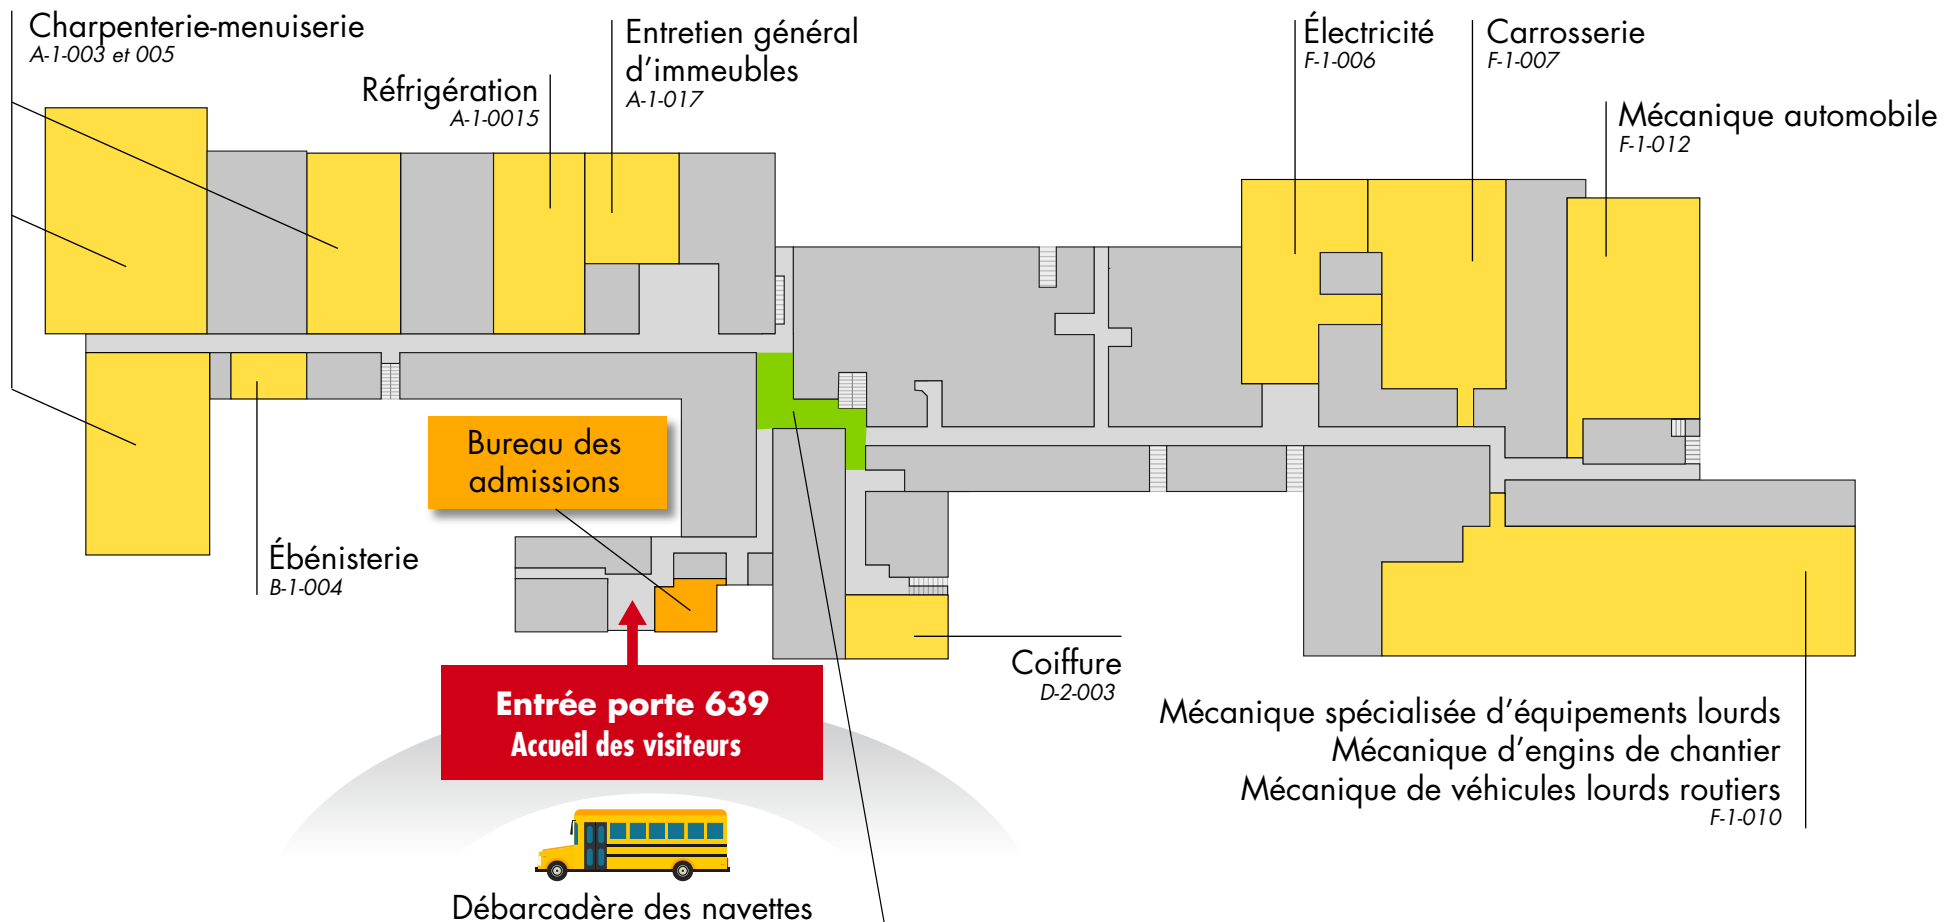 Charpenterie-menuiserie
A-1-003 et 005
Réfrigération
A-1-0015
Entretien général
d’immeubles
A-1-017
Électricité
F-1-006
Carrosserie
F-1-007
Mécanique automobile
F-1-012
Bureau des
admissions
Ébénisterie
B-1-004
Coiffure
D-2-003
Entrée porte 639
Accueil des visiteurs
Mécanique spécialisée d’équipements lourds
Mécanique d’engins de chantier
Mécanique de véhicules lourds routiers
F-1-010
Débarcadère des navettes